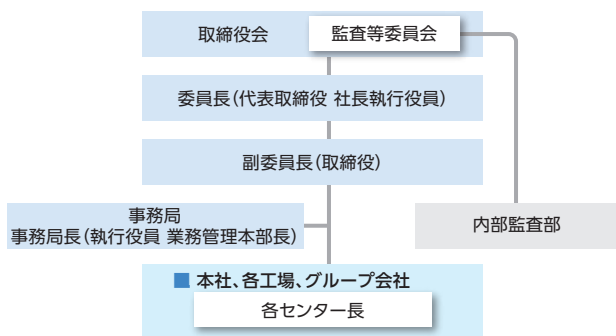 取締役会
監査等委員会
委員長(代表取締役 社長執行役員)
副委員長(取締役)
事務局
事務局長(執行役員 業務管理本部長)
内部監査部
■ 本社、各工場、グループ会社
各センター長